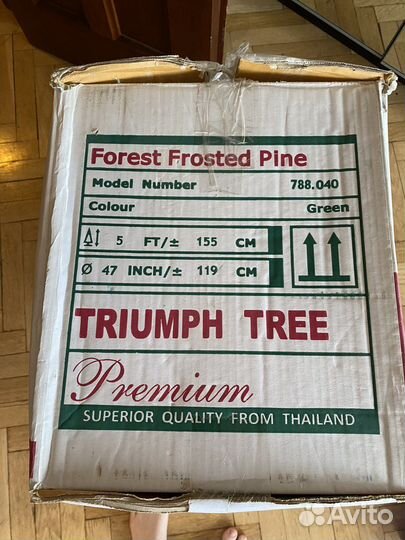 Forest Frosted Pine
Model Number 788.040
Colour Green
5 FT/± 155 CM
Ø 47 INCH/± 119 CM
TRIUMPH TREE
Premium
SUPERIOR QUALITY FROM THAILAND
Avito